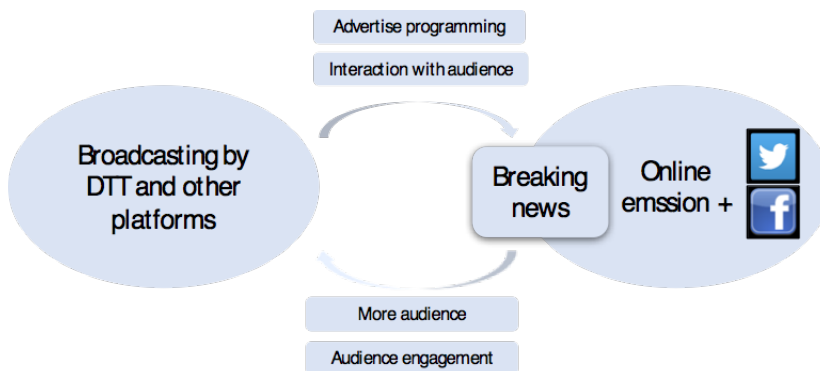 Advertise programming
Interaction with audience
Broadcasting by
DTT and other
platforms
Breaking
news
Online
emssion +
f
More audience
Audience engagement